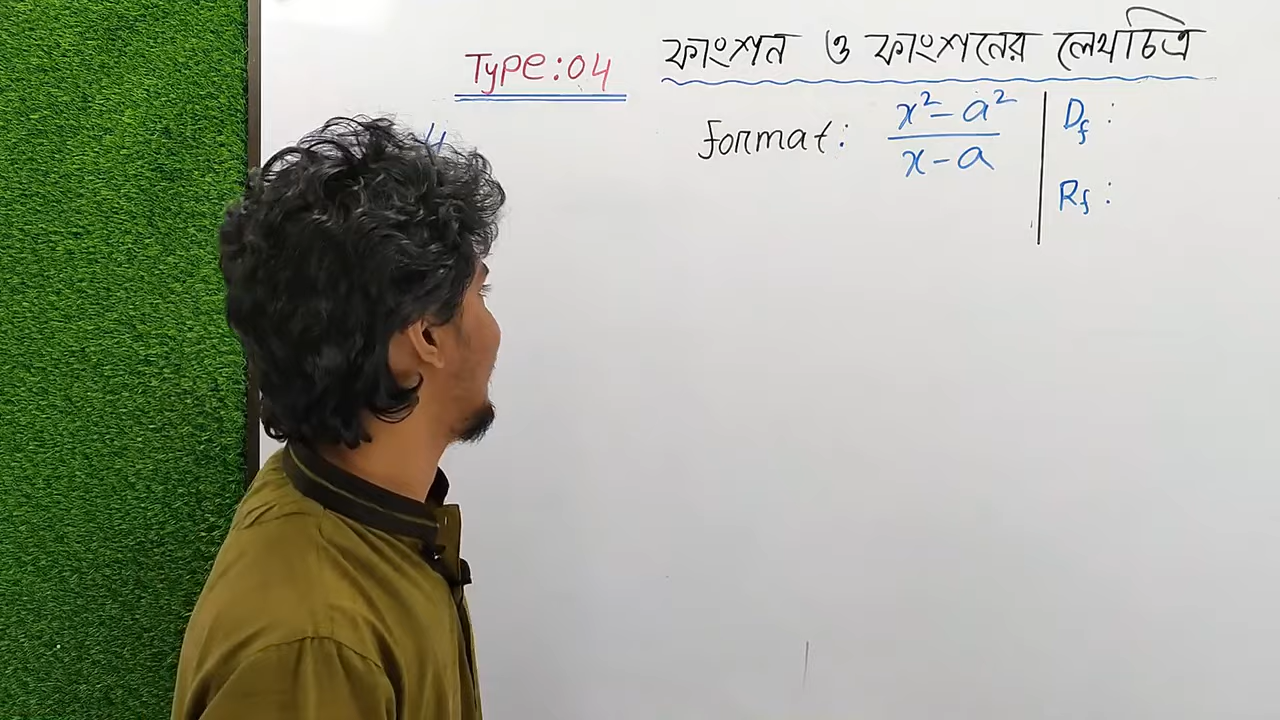 Type:04
ফাংশন ও ফাংশনের লেখচিত্র
format: x² - a² / x - a
D_f :
R_f :